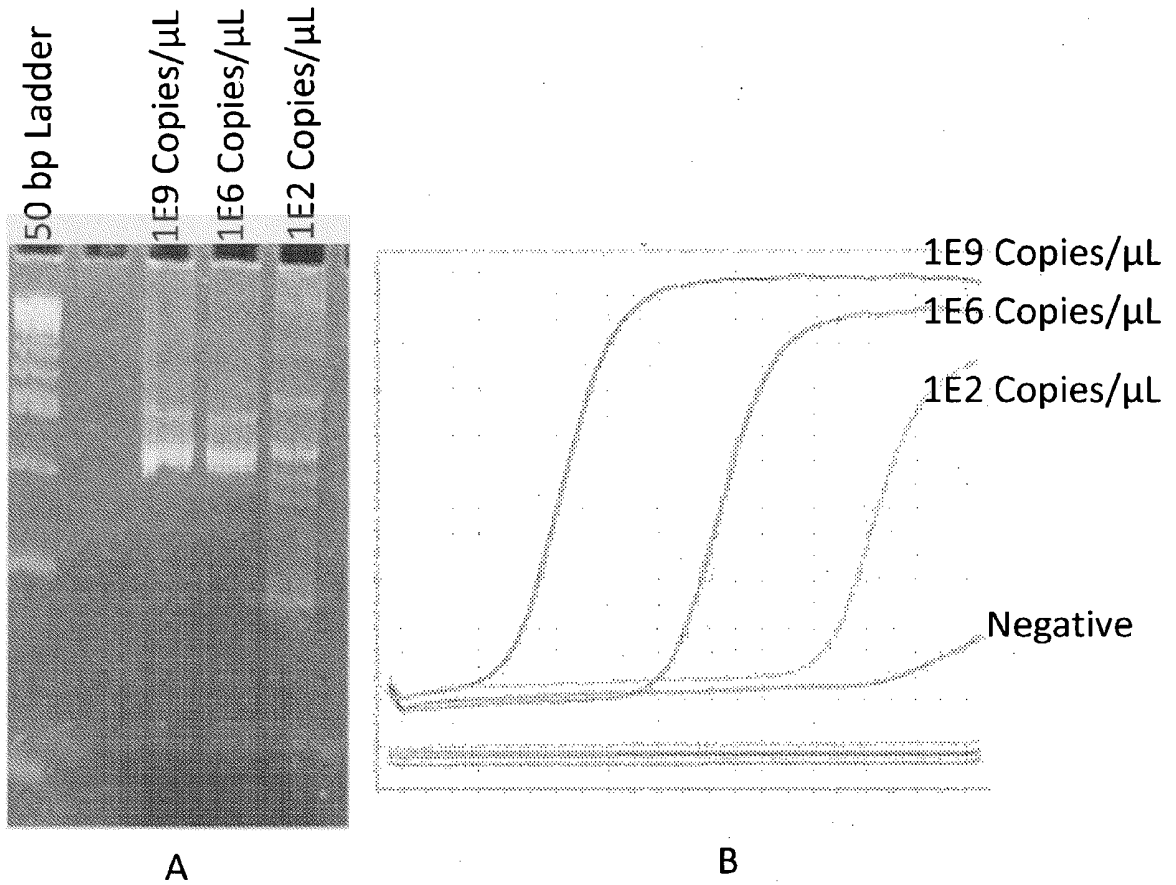 50 bp Ladder
1E9 Copies/μL
1E6 Copies/μL
1E2 Copies/μL
1E9 Copies/μL
1E6 Copies/μL
1E2 Copies/μL
Negative
A
B